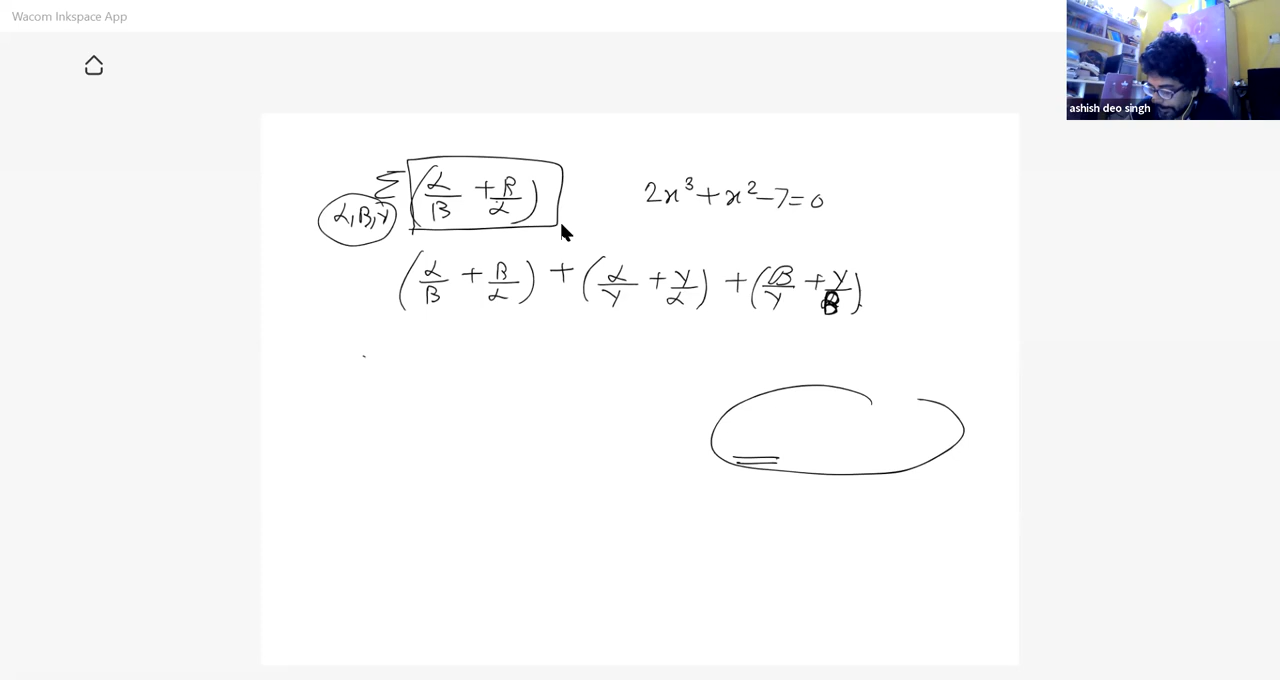 Wacom Inkspace App
ashish deo singh
Σ (α/β + β/α)
α, β, γ
2x³ + x² - 7 = 0
(α/β + β/α) + (α/γ + γ/α) + (β/γ + γ/β)